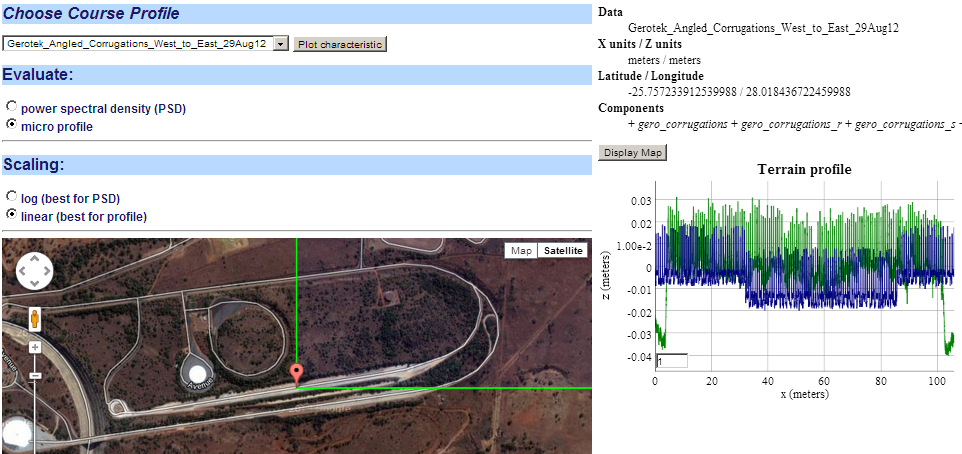 Choose Course Profile
Gerotek_Angled_Corrugations_West_to_East_29Aug12
Plot characteristic
Evaluate:
power spectral density (PSD)
micro profile
Scaling:
log (best for PSD)
linear (best for profile)
Map
Satellite
Avenue
Avenue
Data
Gerotek_Angled_Corrugations_West_to_East_29Aug12
X units / Z units
meters / meters
Latitude / Longitude
-25.757233912539988 / 28.018436722459988
Components
+ gero_corrugations + gero_corrugations_r + gero_corrugations_s -
Display Map
Terrain profile
0.03
0.02
1.00e-2
0
-0.01
-0.02
-0.03
-0.04
z (meters)
1
0 20 40 60 80 100
x (meters)